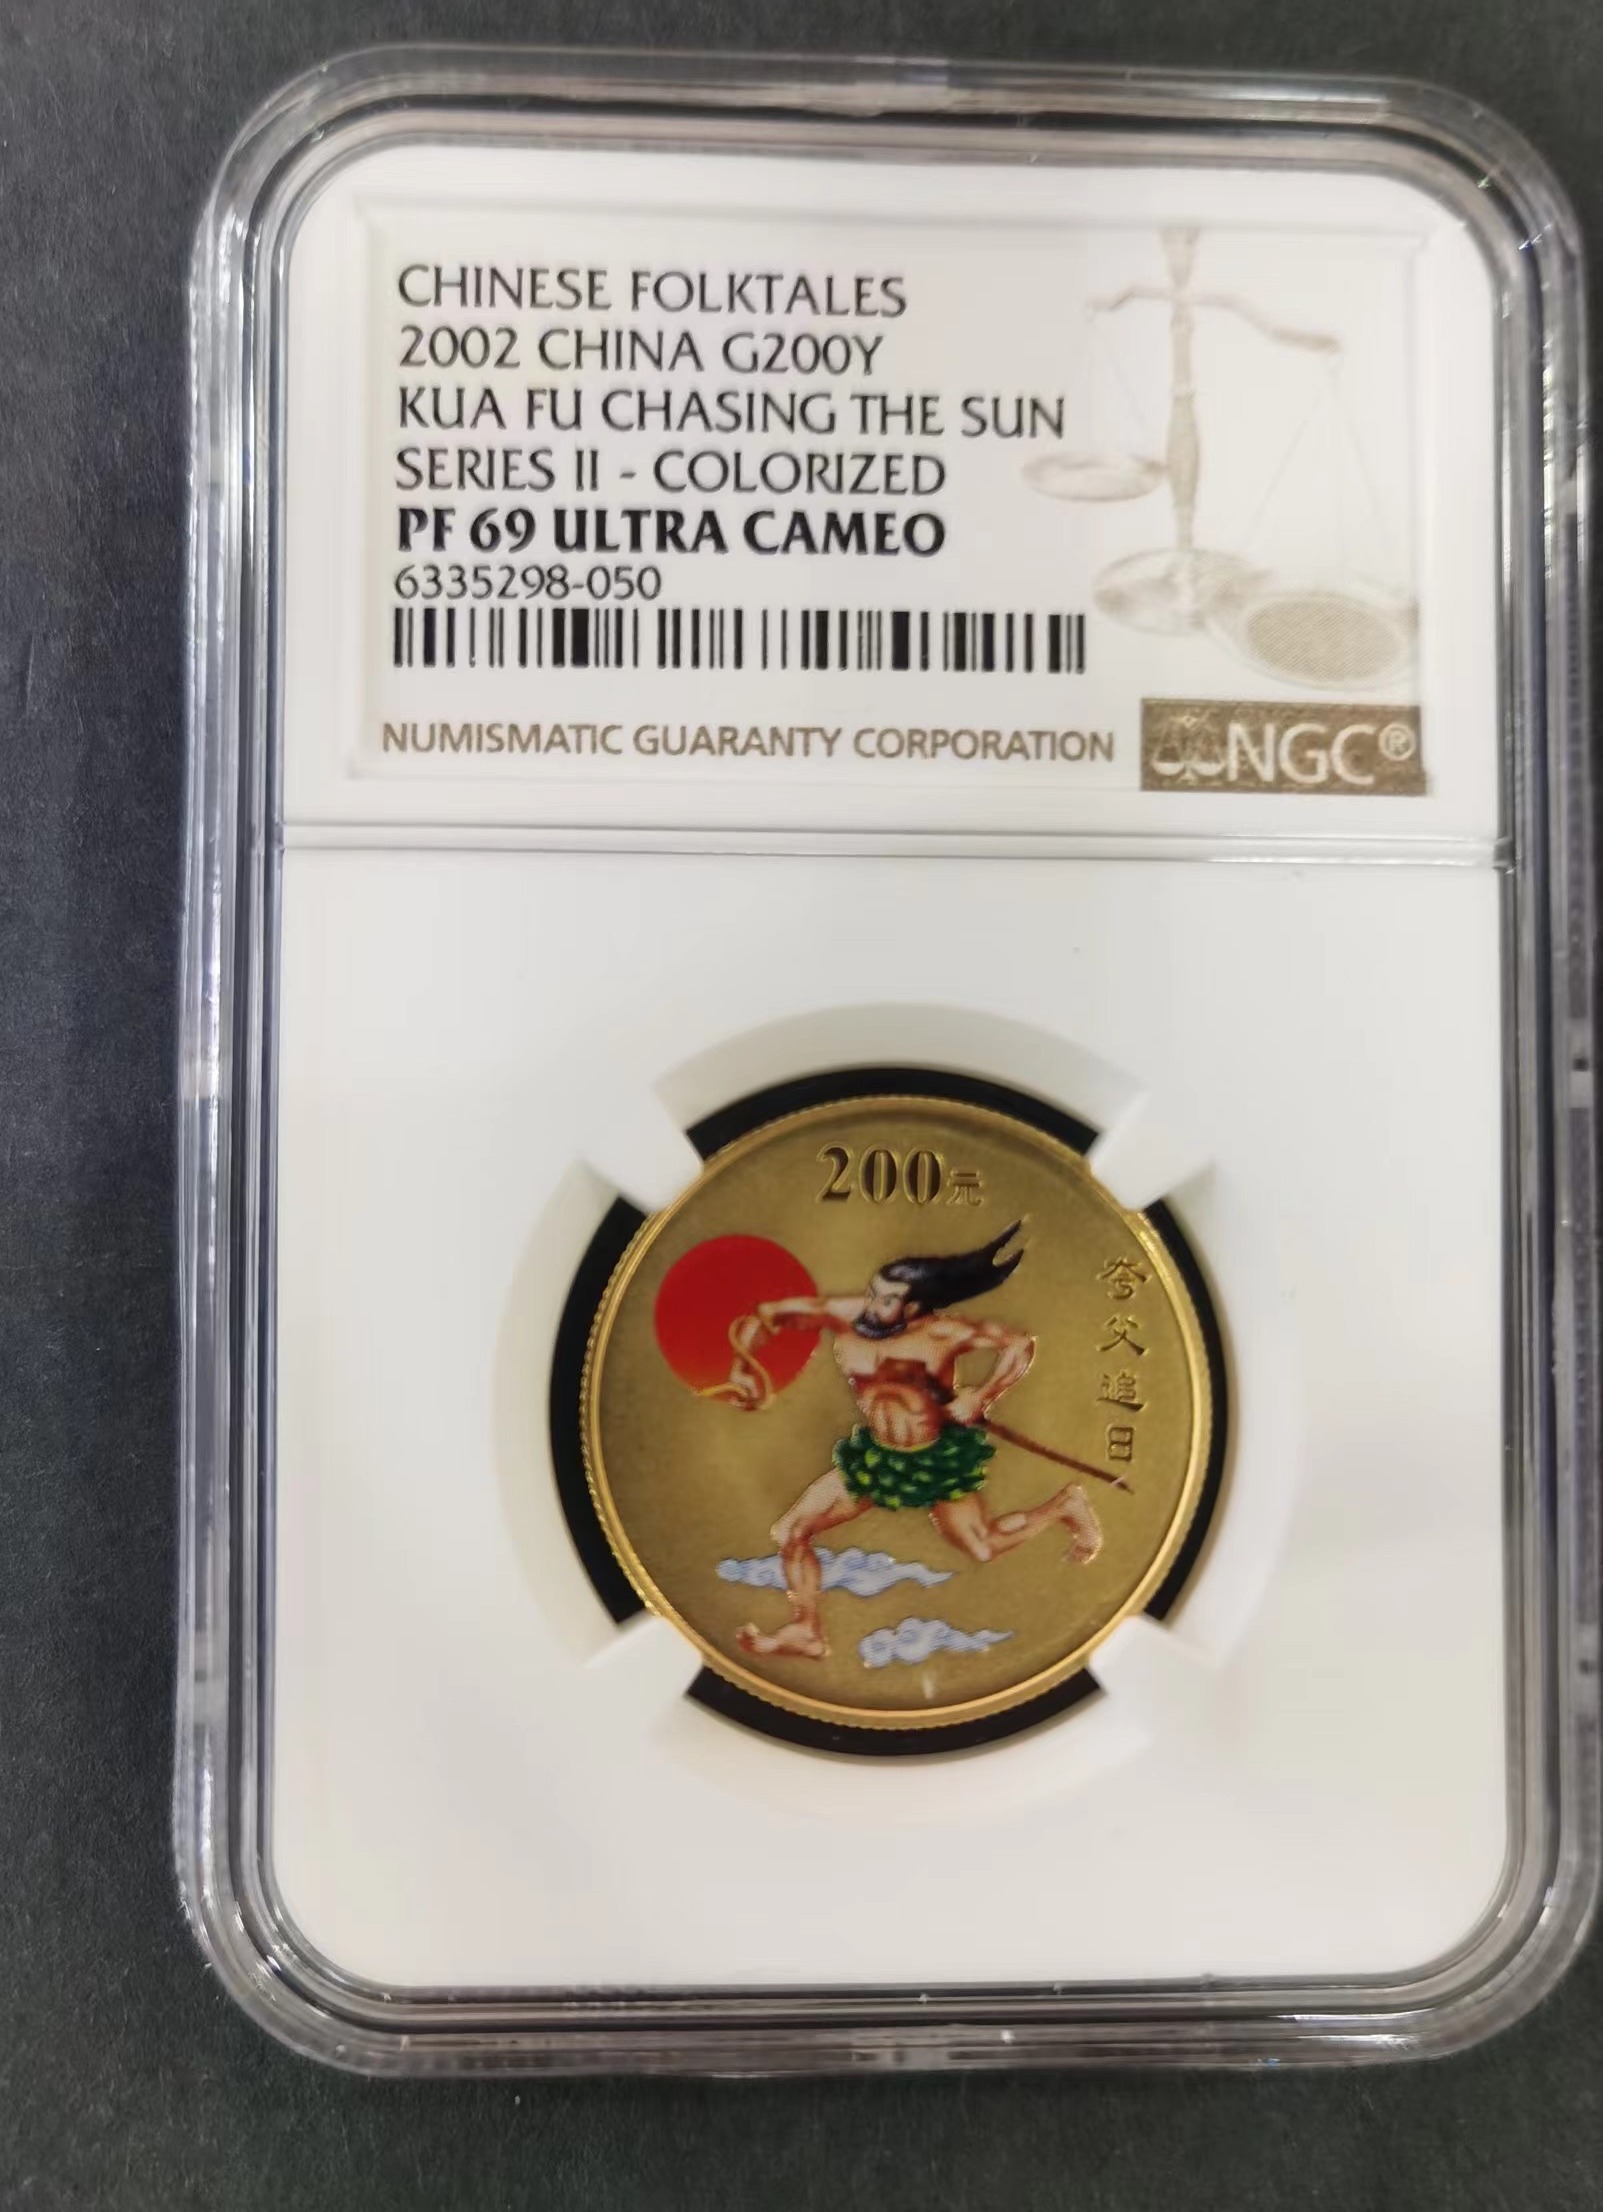 CHINESE FOLKTALES
2002 CHINA G200Y
KUA FU CHASING THE SUN
SERIES II - COLORIZED
PF 69 ULTRA CAMEO
6335298-050
NUMISMATIC GUARANTY CORPORATION
NGC®
200元
夸父追日